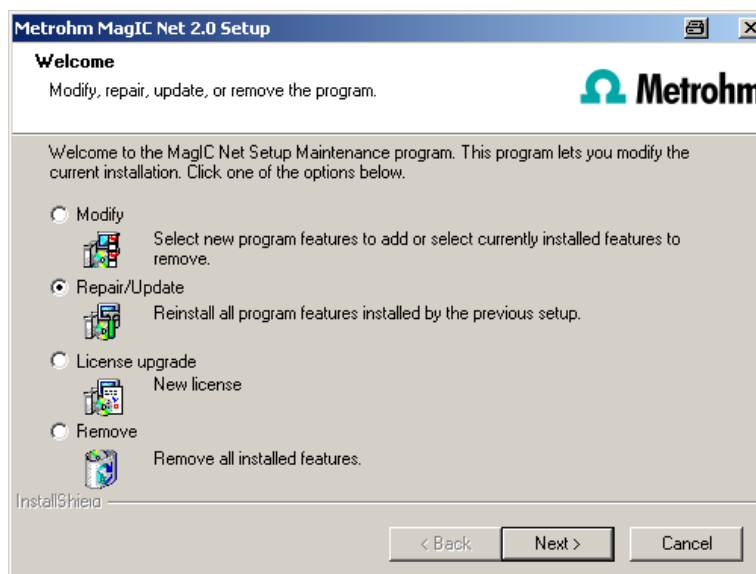 Metrohm MagIC Net 2.0 Setup
Welcome
Modify, repair, update, or remove the program.
Metrohm
Welcome to the MagIC Net Setup Maintenance program. This program lets you modify the
current installation. Click one of the options below.
Modify
Select new program features to add or select currently installed features to
remove.
Repair/Update
Reinstall all program features installed by the previous setup.
License upgrade
New license
Remove
Remove all installed features.
InstallShield
< Back
Next >
Cancel